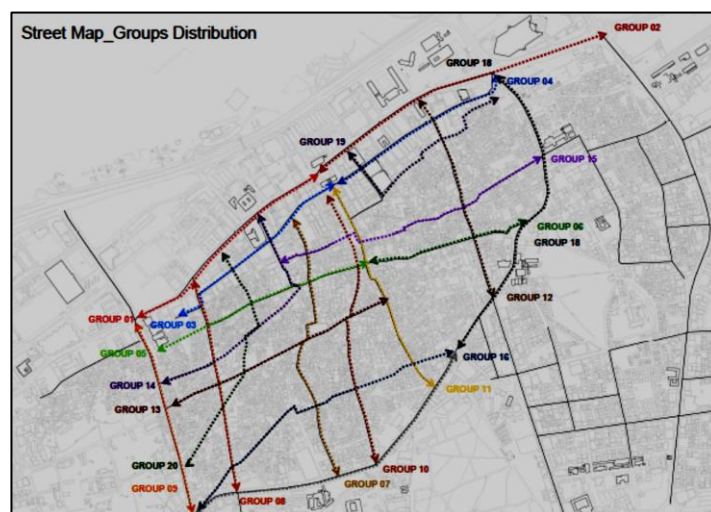 Street Map_Groups Distribution
GROUP 02
GROUP 18
GROUP 04
GROUP 19
GROUP 15
GROUP 06
GROUP 18
GROUP 12
GROUP 01
GROUP 03
GROUP 05
GROUP 16
GROUP 14
GROUP 11
GROUP 13
GROUP 20
GROUP 10
GROUP 09
GROUP 07
GROUP 08